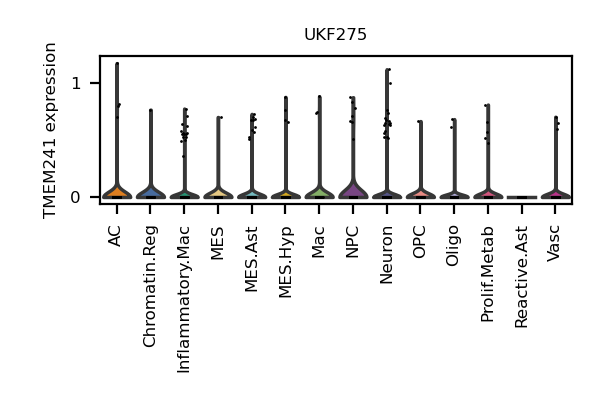 UKF275
TMEM241 expression
1
0
AC
Chromatin.Reg
Inflammatory.Mac
MES
MES.Ast
MES.Hyp
Mac
NPC
Neuron
OPC
Oligo
Prolif.Metab
Reactive.Ast
Vasc